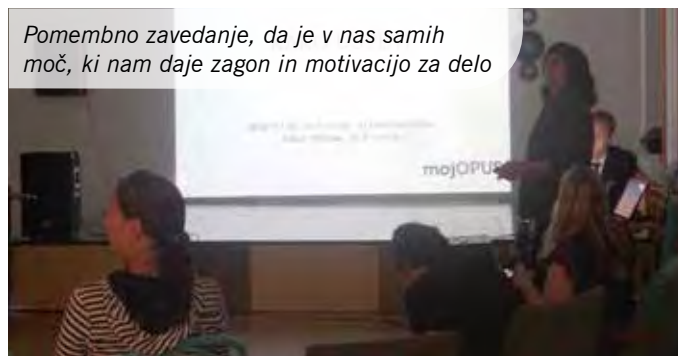 Pomembno zavedanje, da je v nas samih
moč, ki nam daje zagon in motivacijo za delo
mojOPUS